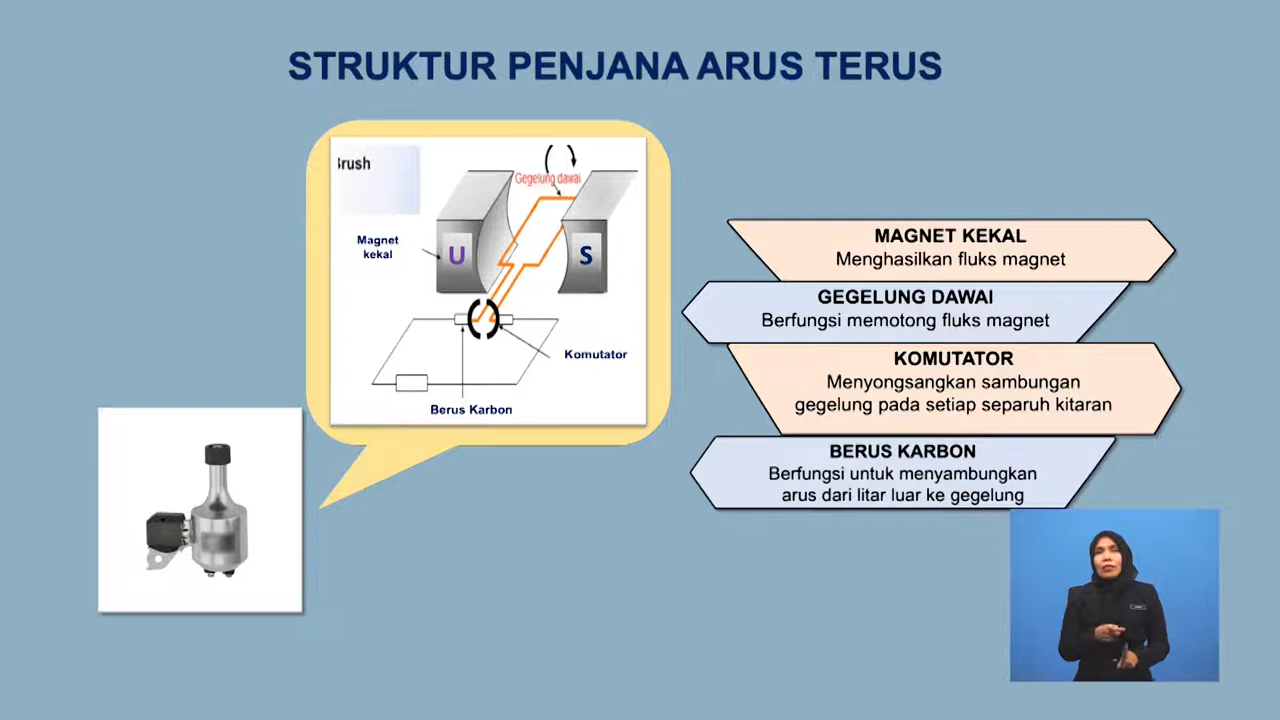 STRUKTUR PENJANA ARUS TERUS
Brush
Gegelung dawai
Magnet
kekal
U
S
Komutator
Berus Karbon
MAGNET KEKAL
Menghasilkan fluks magnet
GEGELUNG DAWAI
Berfungsi memotong fluks magnet
KOMUTATOR
Menyongsangkan sambungan
gegelung pada setiap separuh kitaran
BERUS KARBON
Berfungsi untuk menyambungkan
arus dari litar luar ke gegelung